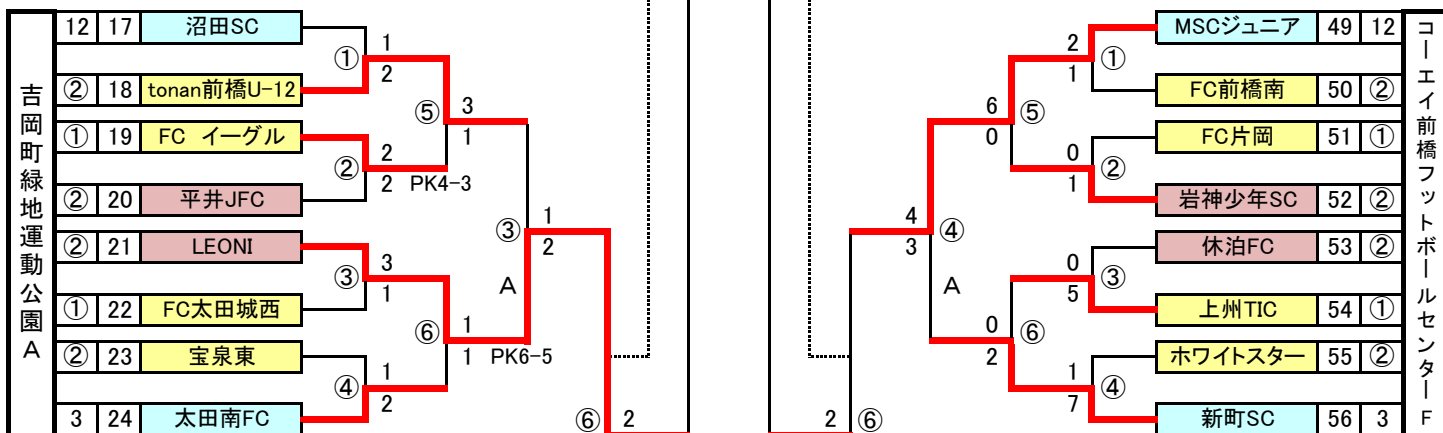 吉岡町緑地運動公園A
12 17 沼田SC
② 18 tonan前橋U-12
① 19 FC イーグル
② 20 平井JFC
② 21 LEONI
① 22 FC太田城西
② 23 宝泉東
3 24 太田南FC
① 1
2
② 2
2 PK4-3
③ 3
1
④ 1
2
⑤ 3
1
⑥ 1
1 PK6-5
③ 1
2
A
⑥ 2
2 ⑥
4 ④
3
A
6 ⑤
0
0 ⑥
2
2 ①
1
0 ②
1
0 ③
5
1 ④
7
MSCジュニア 49 12
FC前橋南 50 ②
FC片岡 51 ①
岩神少年SC 52 ②
休泊FC 53 ②
上州TIC 54 ①
ホワイトスター 55 ②
新町SC 56 3
コーエイ前橋フットボールセンターF